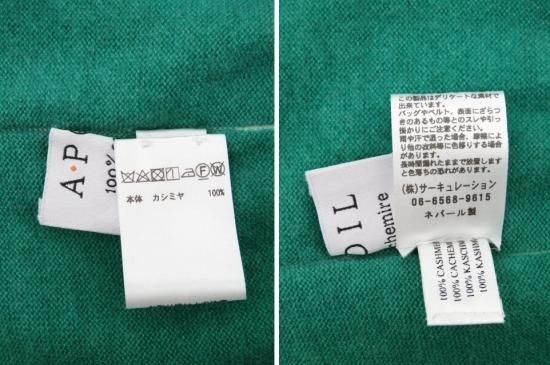 A·P
100%
本体 カシミヤ 100%
この製品はデリケートな素材で
出来ています。
バッグやベルト、表面にざらつ
きのあるもの等とのスレや引っ
掛かりにご注意ください。
雨や汗で湿った場合、摩擦によ
り他の衣料等に色移りする場合
があります。
長時間濡れたままで放置しますと
色落ちの恐れがあります。
(株)サーキュレーション
06-6568-9615
ネパール製
DIL
chemire
100% CASHM
100% CACHEM
100% KASCHM
100% KASHM